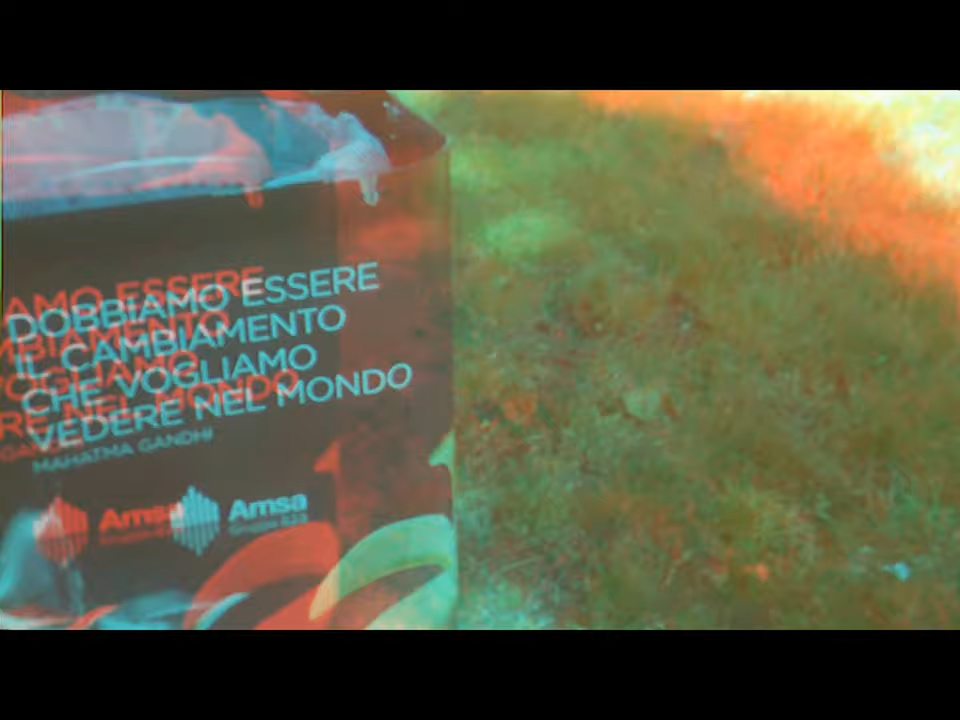 DOBBIAMO ESSERE
IL CAMBIAMENTO
CHE VOGLIAMO
VEDERE NEL MONDO
MAHATMA GANDHI
Amsa